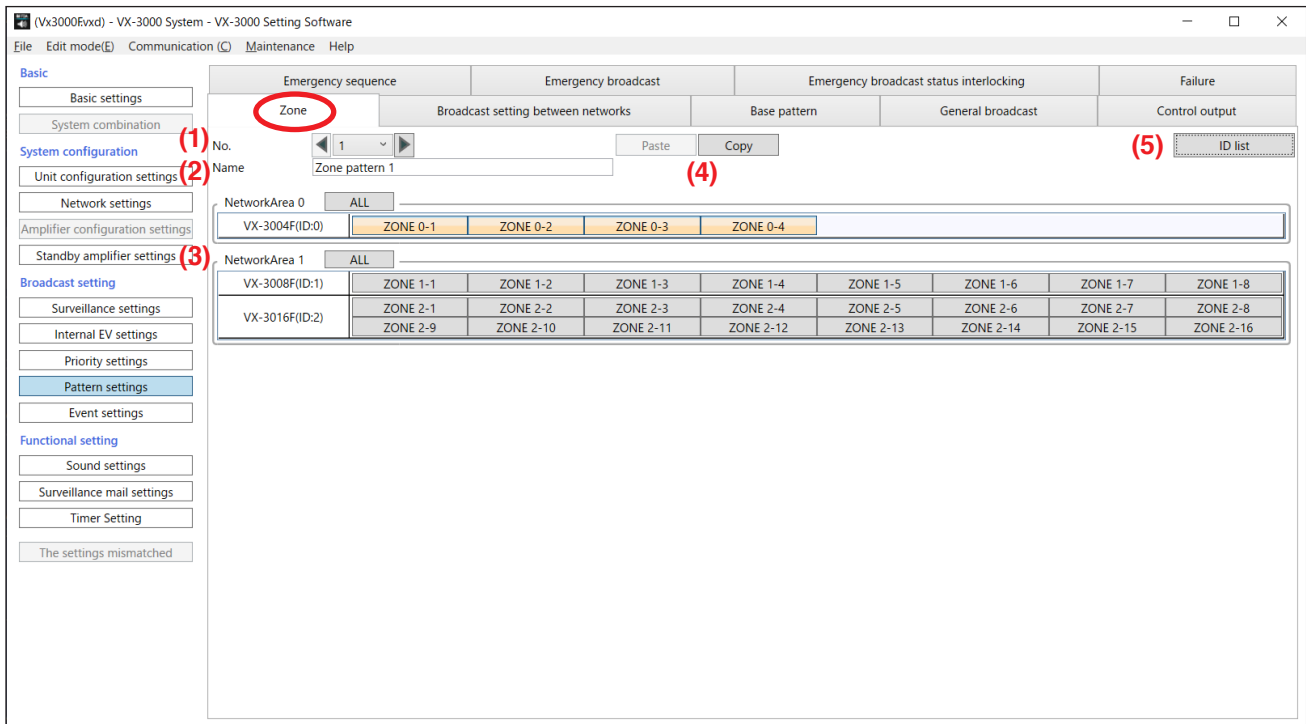 (Vx3000F.vxd) - VX-3000 System - VX-3000 Setting Software
File Edit mode(E) Communication (C) Maintenance Help
Basic
Basic settings
System combination
System configuration
Unit configuration settings
Network settings
Amplifier configuration settings
Standby amplifier settings
Broadcast setting
Surveillance settings
Internal EV settings
Priority settings
Pattern settings
Event settings
Functional setting
Sound settings
Surveillance mail settings
Timer Setting
The settings mismatched
Emergency sequence Emergency broadcast Emergency broadcast status interlocking Failure
Zone Broadcast setting between networks Base pattern General broadcast Control output
(1) No. 1 Paste Copy (5) ID list
(2) Name Zone pattern 1 (4)
(3)
NetworkArea 0 ALL
VX-3004F(ID:0) ZONE 0-1 ZONE 0-2 ZONE 0-3 ZONE 0-4
NetworkArea 1 ALL
VX-3008F(ID:1) ZONE 1-1 ZONE 1-2 ZONE 1-3 ZONE 1-4 ZONE 1-5 ZONE 1-6 ZONE 1-7 ZONE 1-8
VX-3016F(ID:2) ZONE 2-1 ZONE 2-2 ZONE 2-3 ZONE 2-4 ZONE 2-5 ZONE 2-6 ZONE 2-7 ZONE 2-8
ZONE 2-9 ZONE 2-10 ZONE 2-11 ZONE 2-12 ZONE 2-13 ZONE 2-14 ZONE 2-15 ZONE 2-16